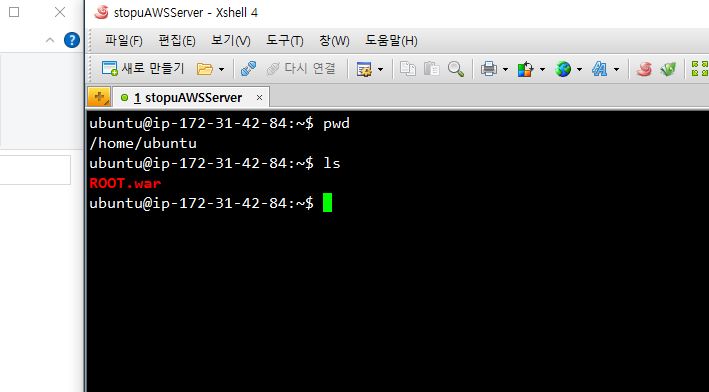 stopuAWSServer - Xshell 4
파일(F) 편집(E) 보기(V) 도구(T) 창(W) 도움말(H)
새로 만들기 다시 연결
1 stopuAWSServer
ubuntu@ip-172-31-42-84:~$ pwd
/home/ubuntu
ubuntu@ip-172-31-42-84:~$ ls
ROOT.war
ubuntu@ip-172-31-42-84:~$